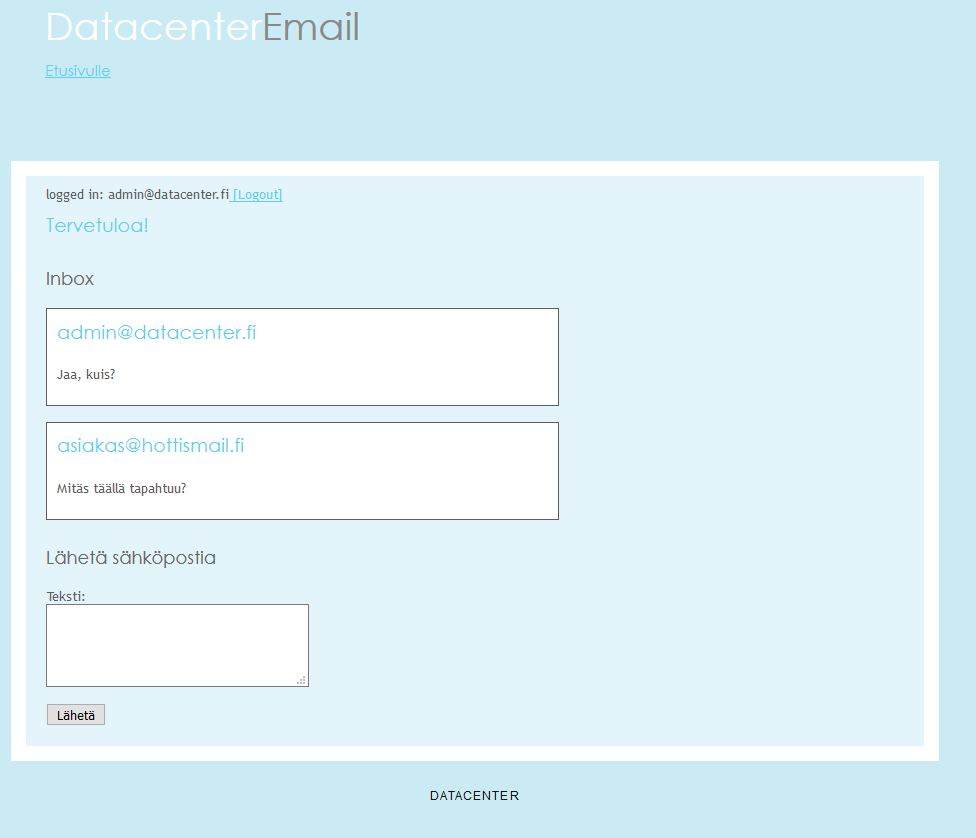 DatacenterEmail
Etusivulle
logged in: admin@datacenter.fi [Logout]
Tervetuloa!
Inbox
admin@datacenter.fi
Jaa, kuis?
asiakas@hottismail.fi
Mitäs täällä tapahtuu?
Lähetä sähköpostia
Teksti:
Lähetä
DATACENTER